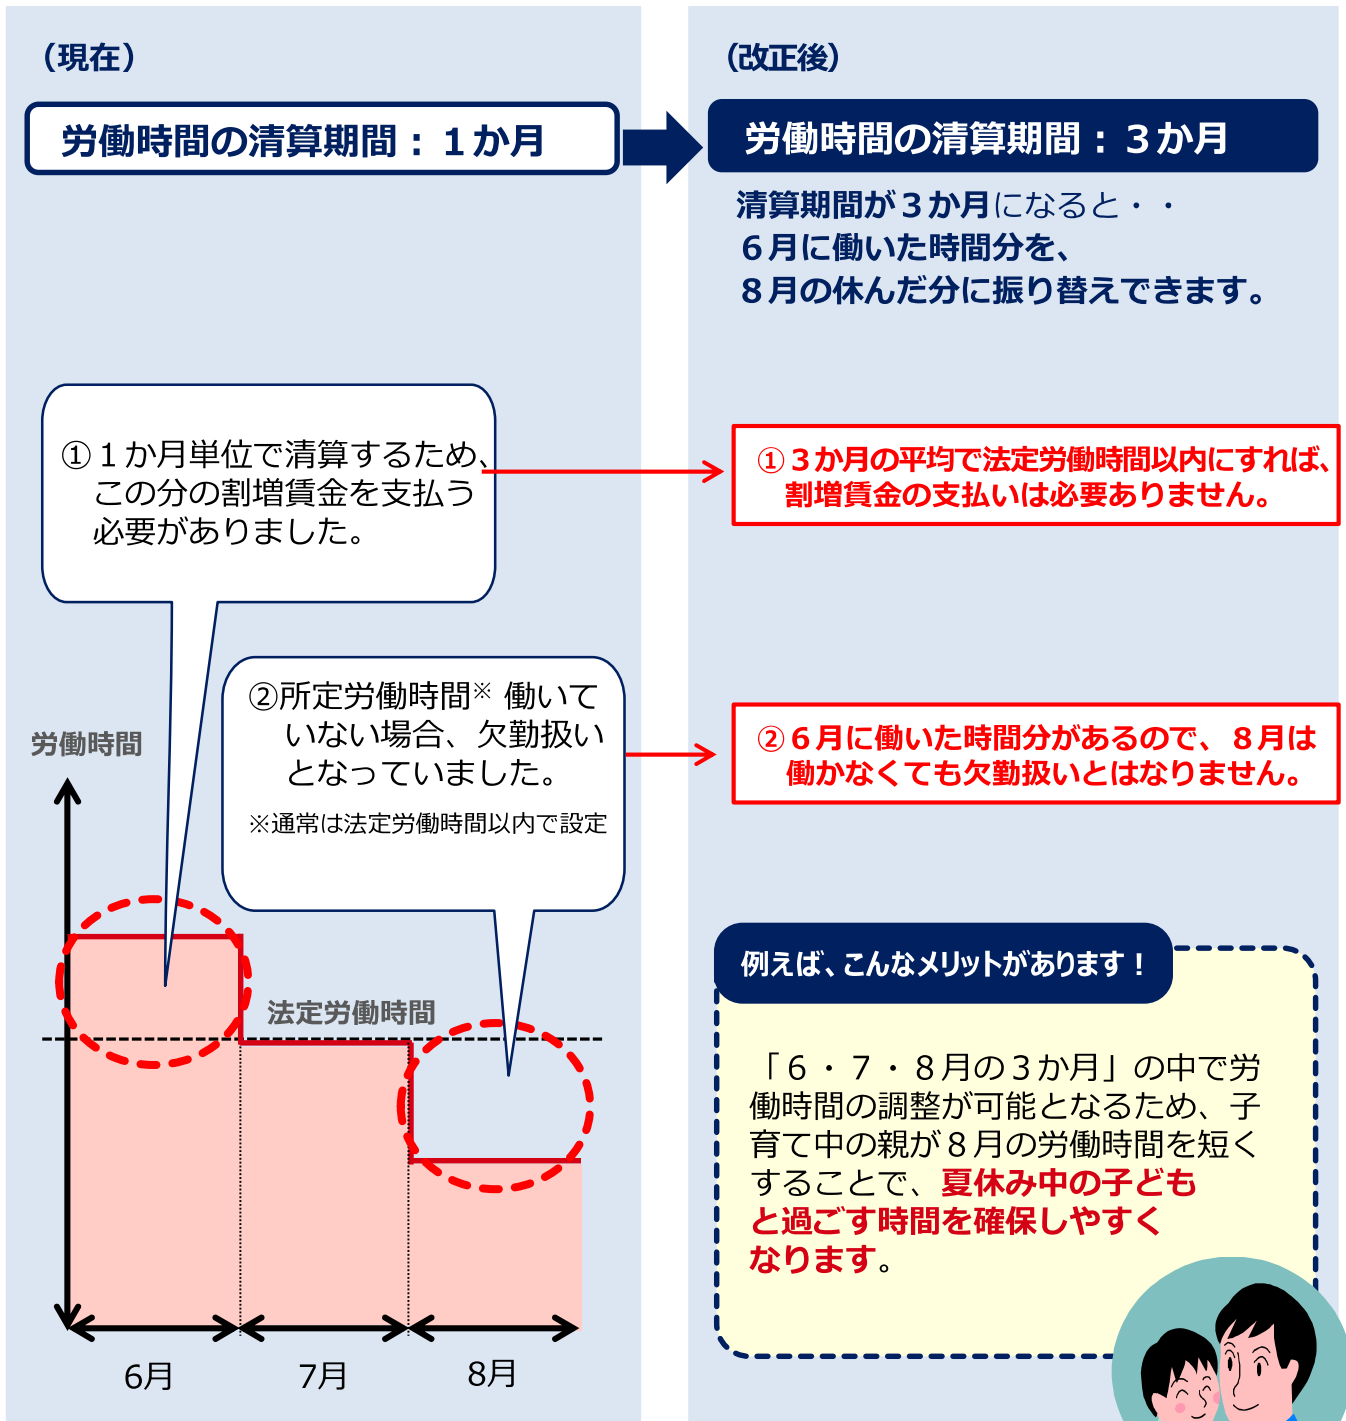 （現在）
労働時間の清算期間：１か月
①１か月単位で清算するため、
この分の割増賃金を支払う
必要がありました。
②所定労働時間※ 働いて
いない場合、欠勤扱い
となっていました。
※通常は法定労働時間以内で設定
労働時間
法定労働時間
6月
7月
8月
（改正後）
労働時間の清算期間：３か月
清算期間が３か月になると・・
６月に働いた時間分を、
８月の休んだ分に振り替えできます。
①３か月の平均で法定労働時間以内にすれば、
割増賃金の支払いは必要ありません。
②６月に働いた時間分があるので、８月は
働かなくても欠勤扱いとはなりません。
例えば、こんなメリットがあります！
「６・７・８月の３か月」の中で労
働時間の調整が可能となるため、子
育て中の親が８月の労働時間を短く
することで、夏休み中の子ども
と過ごす時間を確保しやすく
なります。